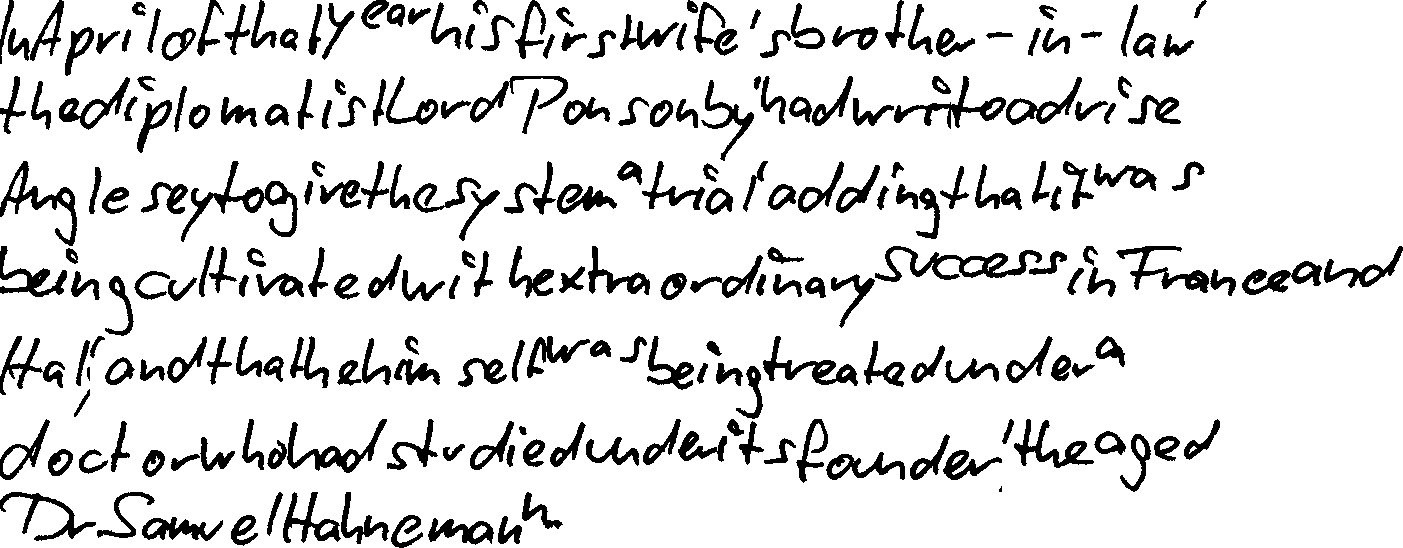 In April of that year his first wife's brother-in-law,
the diplomatist Lord Ponsonby, had writ to advise
Anglesey to give the system a trial, adding that it was
being cultivated with extraordinary success in France and
Italy, and that he himself was being treated under a
doctor who had studied under its founder, the aged
Dr Samuel Hahnemann.